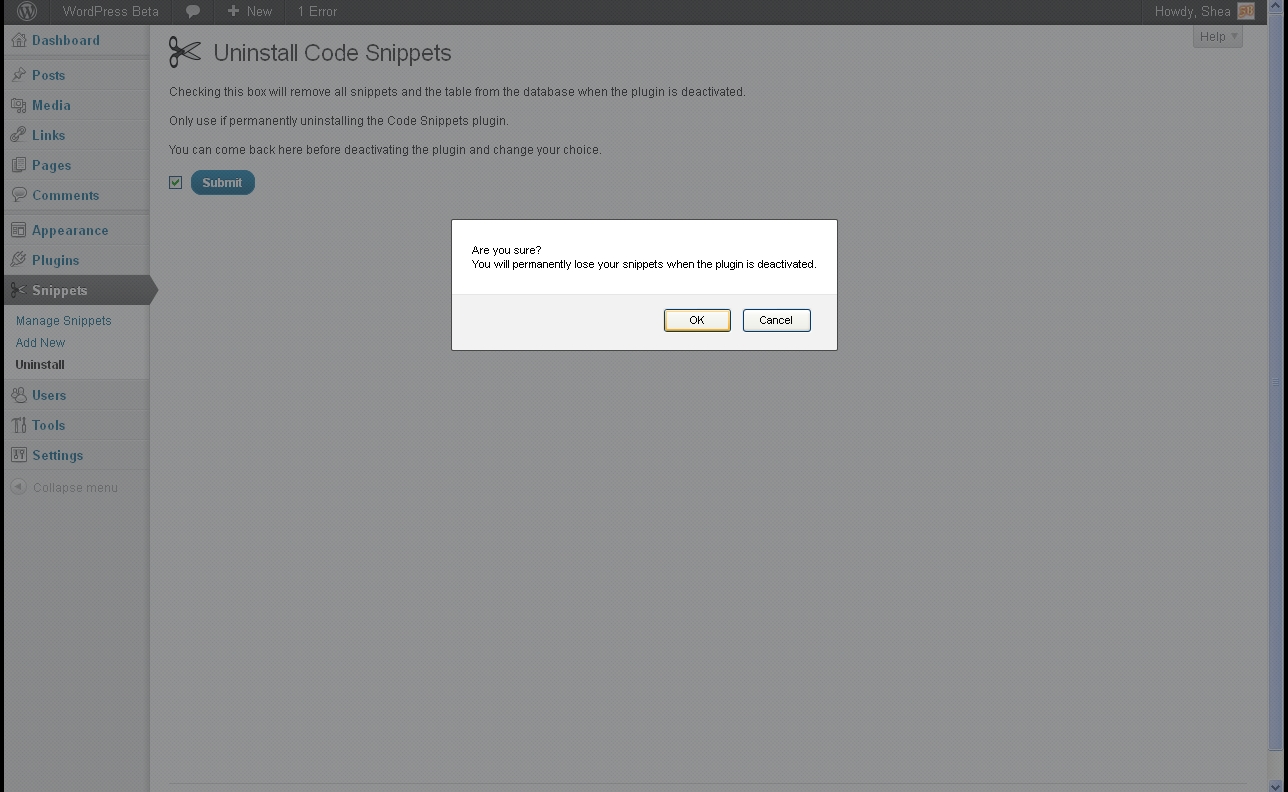 WordPress Beta
New
1 Error
Howdy, Shea
Help
Dashboard
Posts
Media
Links
Pages
Comments
Appearance
Plugins
Snippets
Manage Snippets
Add New
Uninstall
Users
Tools
Settings
Collapse menu
Uninstall Code Snippets
Checking this box will remove all snippets and the table from the database when the plugin is deactivated.
Only use if permanently uninstalling the Code Snippets plugin.
You can come back here before deactivating the plugin and change your choice.
Submit
Are you sure?
You will permanently lose your snippets when the plugin is deactivated.
OK
Cancel